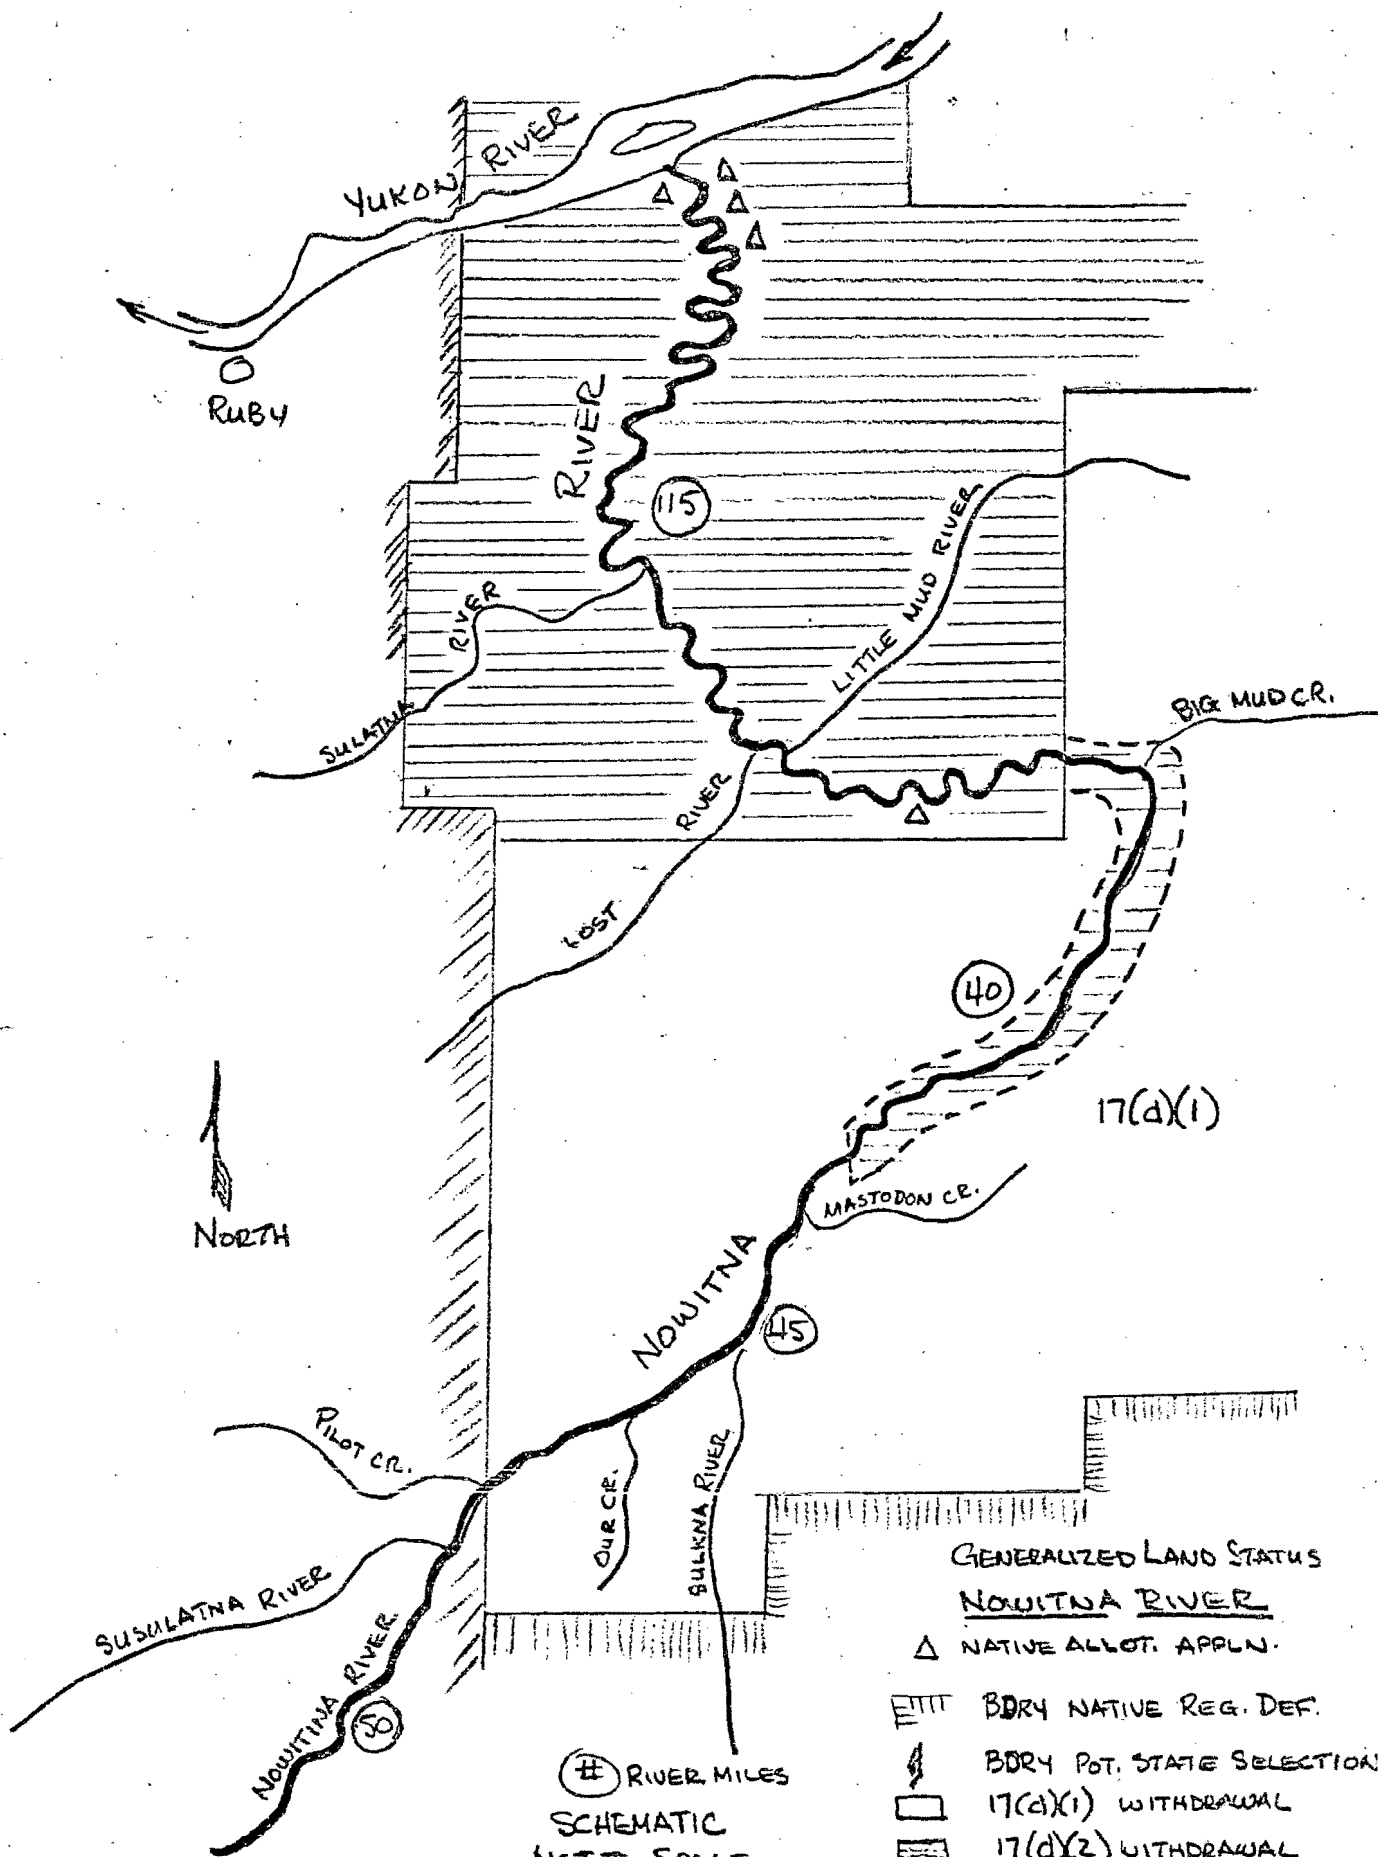 YUKON RIVER
RUBY
RIVER
115
LITTLE MUD RIVER
SULATNA RIVER
BIG MUD CR.
LOST RIVER
40
17(d)(1)
NORTH
MASTODON CR.
NOWITNA
45
PILOT CR.
OUR CR.
SULKNA RIVER
SUSULATNA RIVER
NOWITINA RIVER
50
GENERALIZED LAND STATUS
NOWITNA RIVER
△ NATIVE ALLOT. APPLN.
BDRY NATIVE REG. DEF.
BDRY POT. STATE SELECTION
17(d)(1) WITHDRAWAL
17(d)(2) WITHDRAWAL
# RIVER MILES
SCHEMATIC